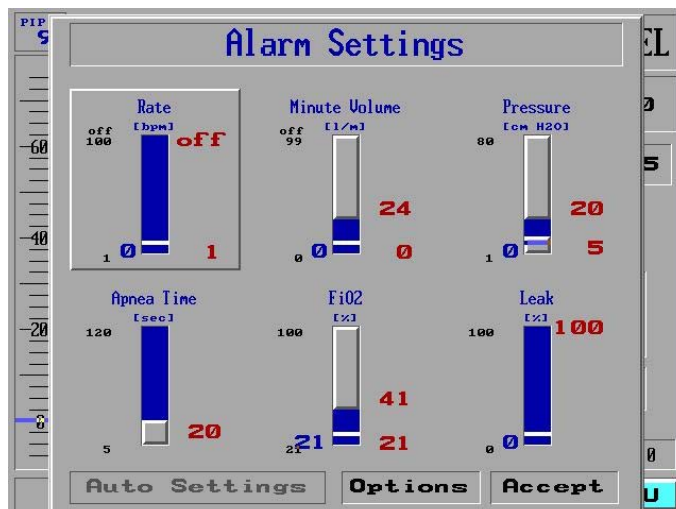 PIP
9
Alarm Settings
EL
Rate
[bpm]
off
100
off
1
0
1
Minute Volume
[l/m]
off
99
24
0
0
0
Pressure
[cm H2O]
80
20
1
0
5
0
5
-60
-40
-20
0
Apnea Time
[sec]
120
5
20
FiO2
[%]
100
41
21
21
21
Leak
[%]
100
100
0
0
0
Auto Settings
Options
Accept
U